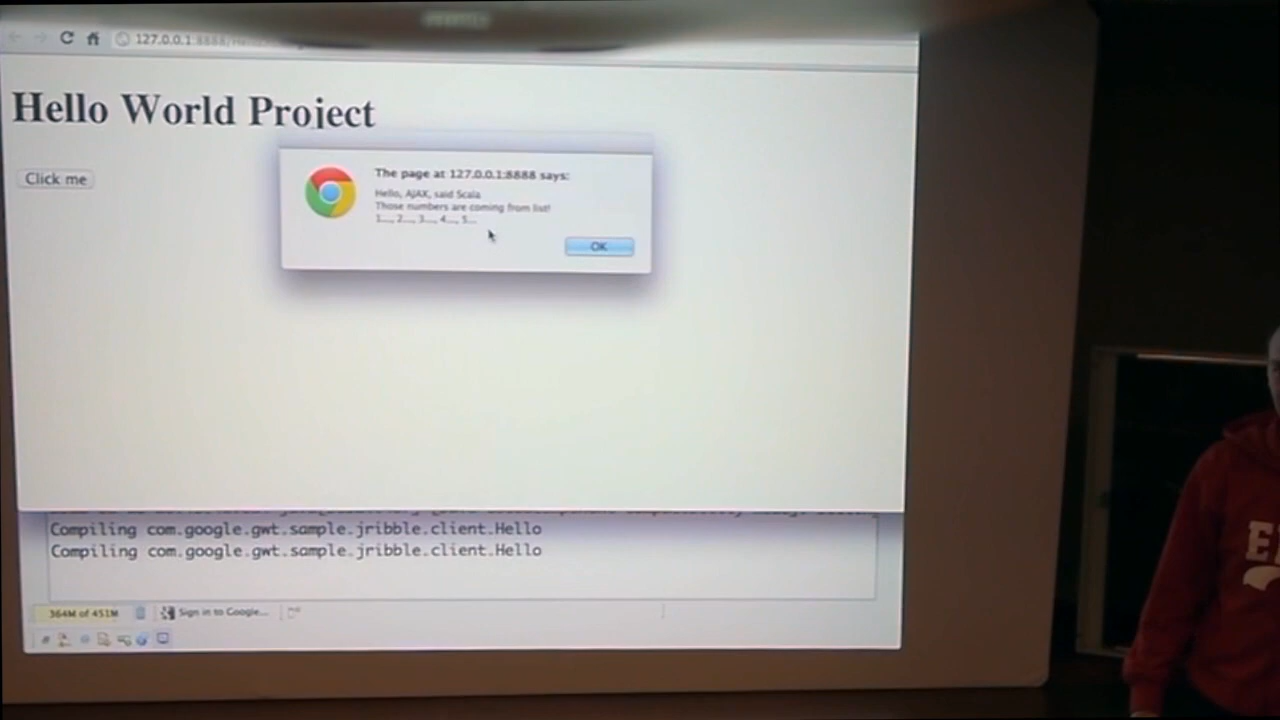 127.0.0.1:8888/
Hello World Project
Click me
The page at 127.0.0.1:8888 says:
Hello, AJAX, said Scala
Those numbers are coming from list!
1..., 2..., 3..., 4..., 5...
OK
Compiling com.google.gwt.sample.jribble.client.Hello
Compiling com.google.gwt.sample.jribble.client.Hello
364M of 451M
Sign in to Google...